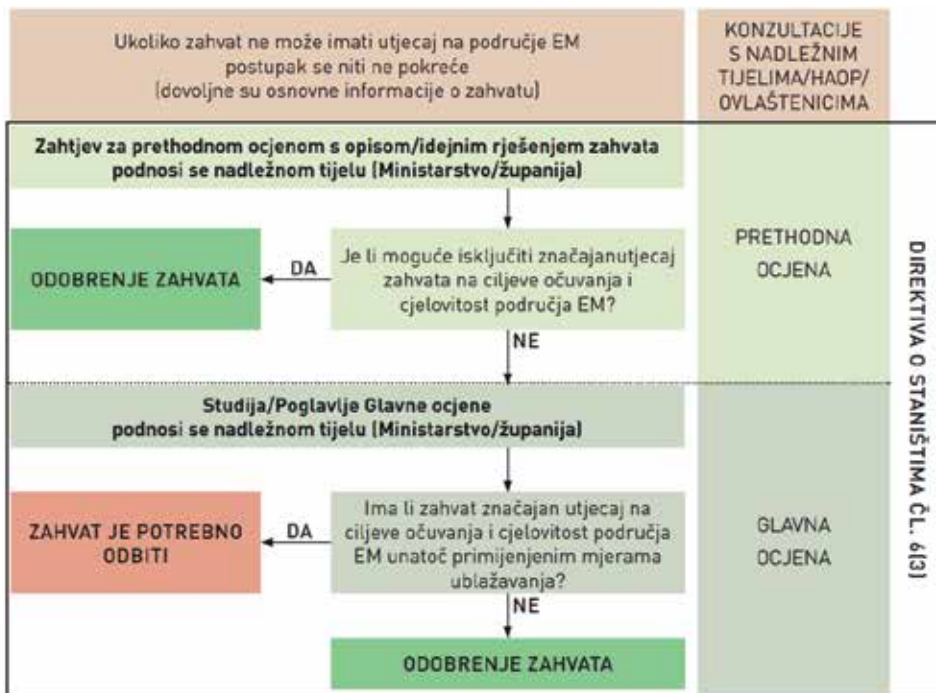 Ukoliko zahvat ne može imati utjecaj na područje EM
postupak se niti ne pokreće
(dovoljne su osnovne informacije o zahvatu)
KONZULTACIJE
S NADLEŽNIM
TIJELIMA/HAOP/
OVLAŠTENICIMA
Zahtjev za prethodnom ocjenom s opisom/idejnim rješenjem zahvata
podnosi se nadležnom tijelu (Ministarstvo/županija)
ODOBRENJE ZAHVATA
DA
Je li moguće isključiti značajanutjecaj
zahvata na ciljeve očuvanja i
cjelovitost područja EM?
PRETHODNA
OCJENA
NE
Studija/Poglavlje Glavne ocjene
podnosi se nadležnom tijelu (Ministarstvo/županija)
ZAHVAT JE POTREBNO
ODBITI
DA
Ima li zahvat značajan utjecaj na
ciljeve očuvanja i cjelovitost područja
EM unatoč primijenjenim mjerama
ublažavanja?
GLAVNA
OCJENA
NE
ODOBRENJE ZAHVATA
DIREKTIVA O STANIŠTIMA ČL. 6(3)